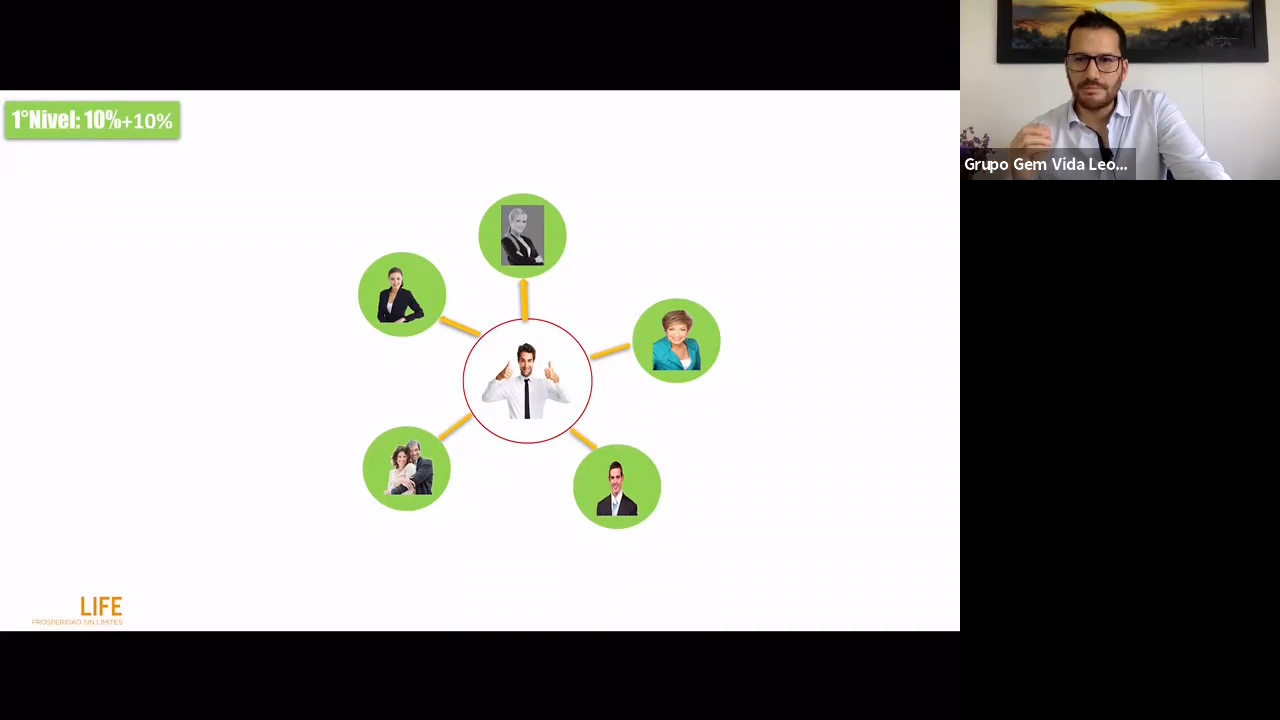 1°Nivel: 10%+10%
Grupo Gem Vida Leo...
LIFE
PROSPERIDAD SIN LÍMITES